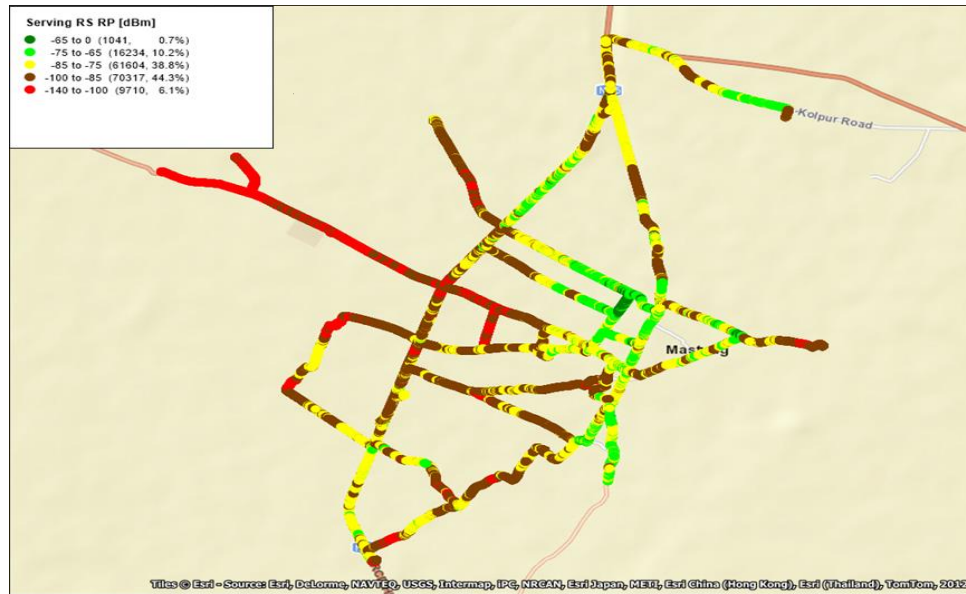 Serving RS RP [dBm]
-65 to 0 (1041, 0.7%)
-75 to -65 (16234, 10.2%)
-85 to -75 (61604, 38.8%)
-100 to -85 (70317, 44.3%)
-140 to -100 (9710, 6.1%)
-Kolpur Road
Tiles © Esri - Source: Esri, DeLorme, NAVTEQ, USGS, Intermap, iPC, NRCAN, Esri Japan, METI, Esri China (Hong Kong), Esri (Thailand), TomTom, 2012